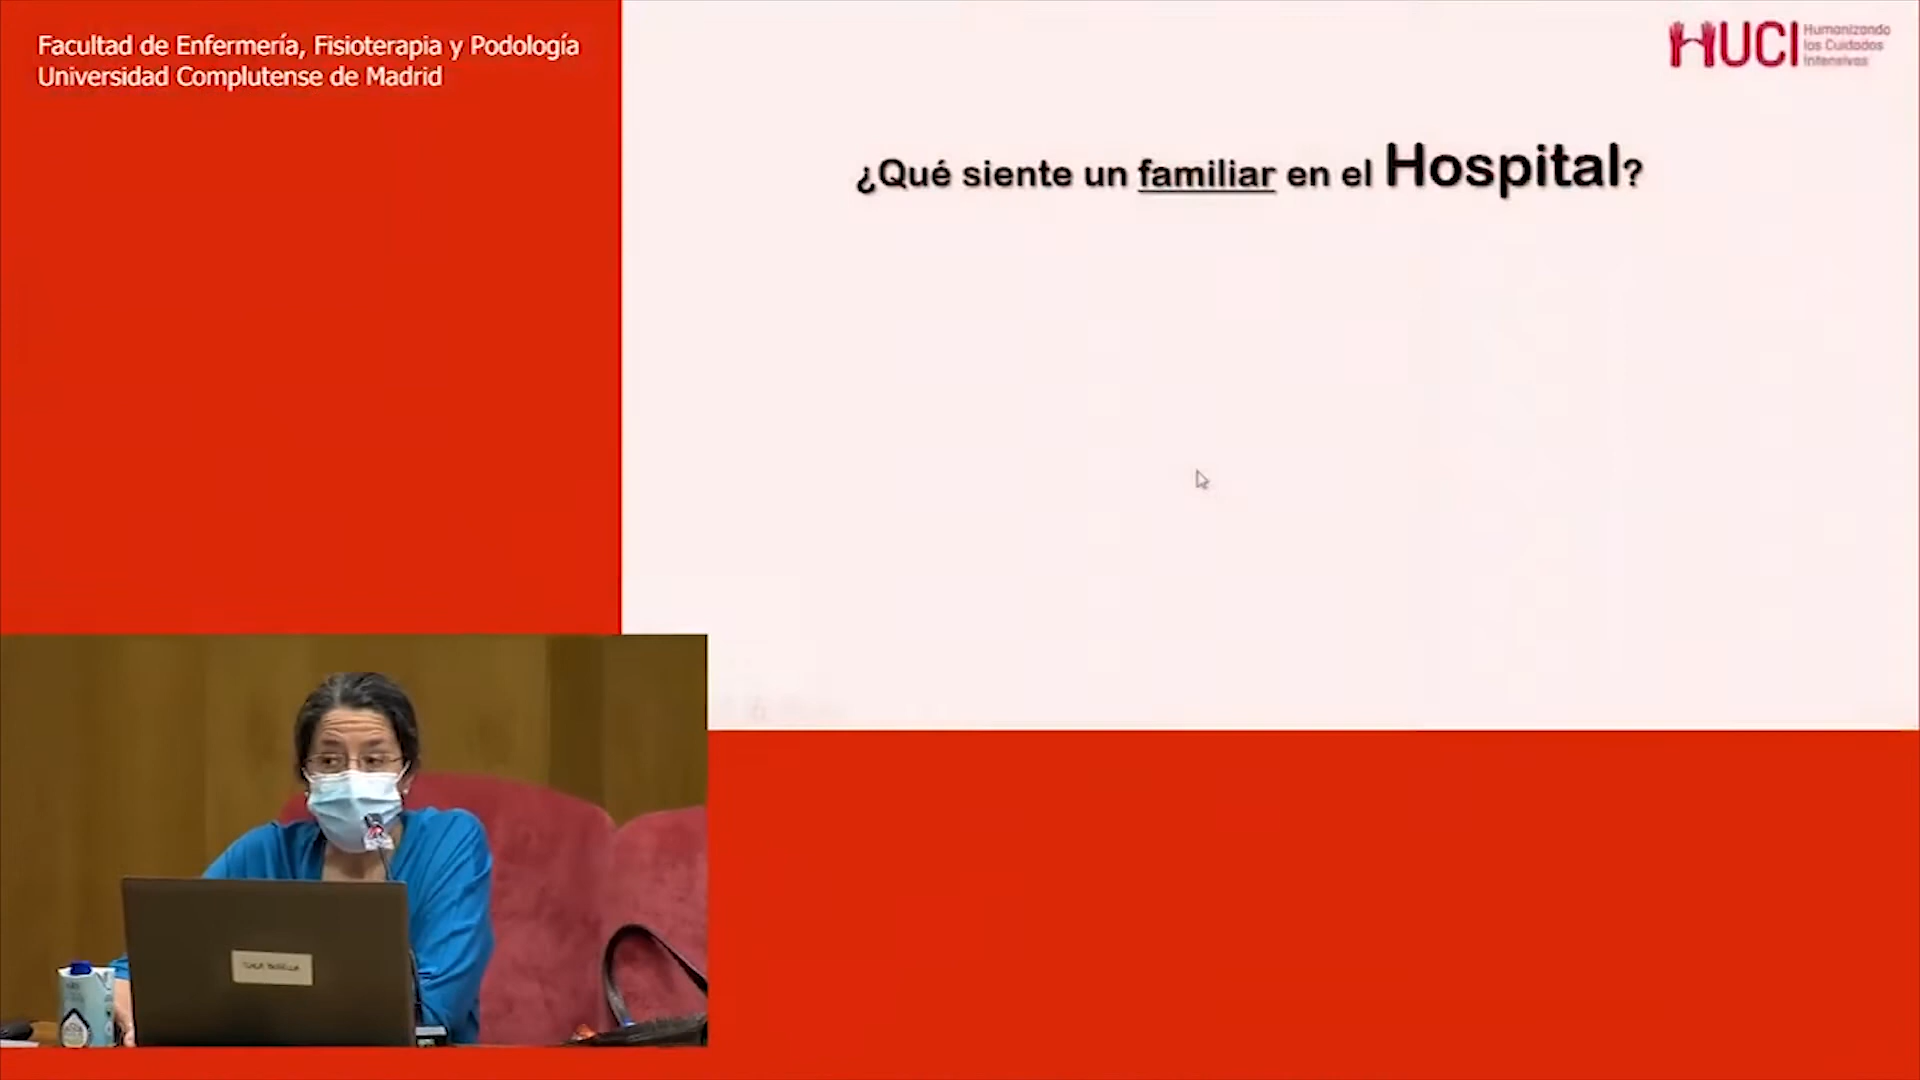 Facultad de Enfermería, Fisioterapia y Podología
Universidad Complutense de Madrid
HUCI
Humanizando
los Cuidados
Intensivos
¿Qué siente un familiar en el Hospital?